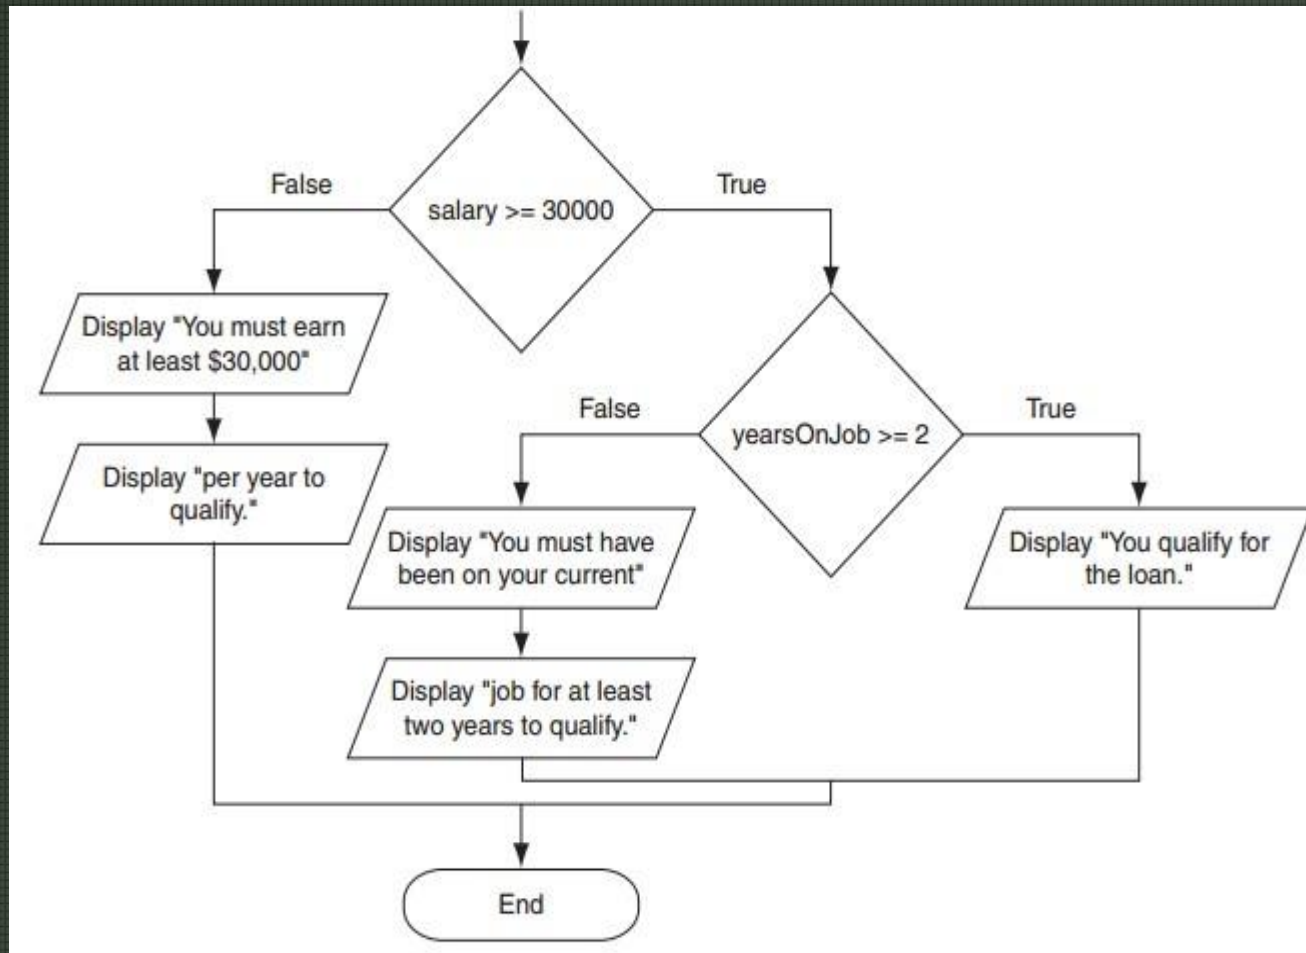 False
True
salary >= 30000
Display "You must earn
at least $30,000"
False
True
yearsOnJob >= 2
Display "per year to
qualify."
Display "You must have
been on your current"
Display "You qualify for
the loan."
Display "job for at least
two years to qualify."
End